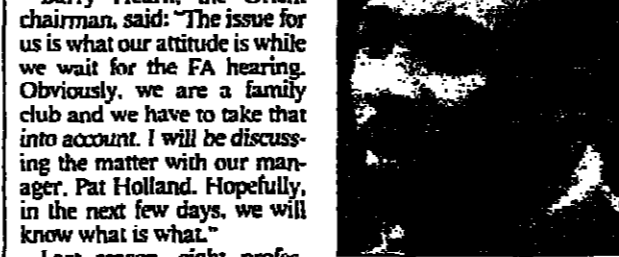 chairman, said: "The issue for
us is what our attitude is while
we wait for the FA hearing.
Obviously, we are a family
club and we have to take that
into account. I will be discuss-
ing the matter with our man-
ager, Pat Holland. Hopefully,
in the next few days, we will
know what is what."